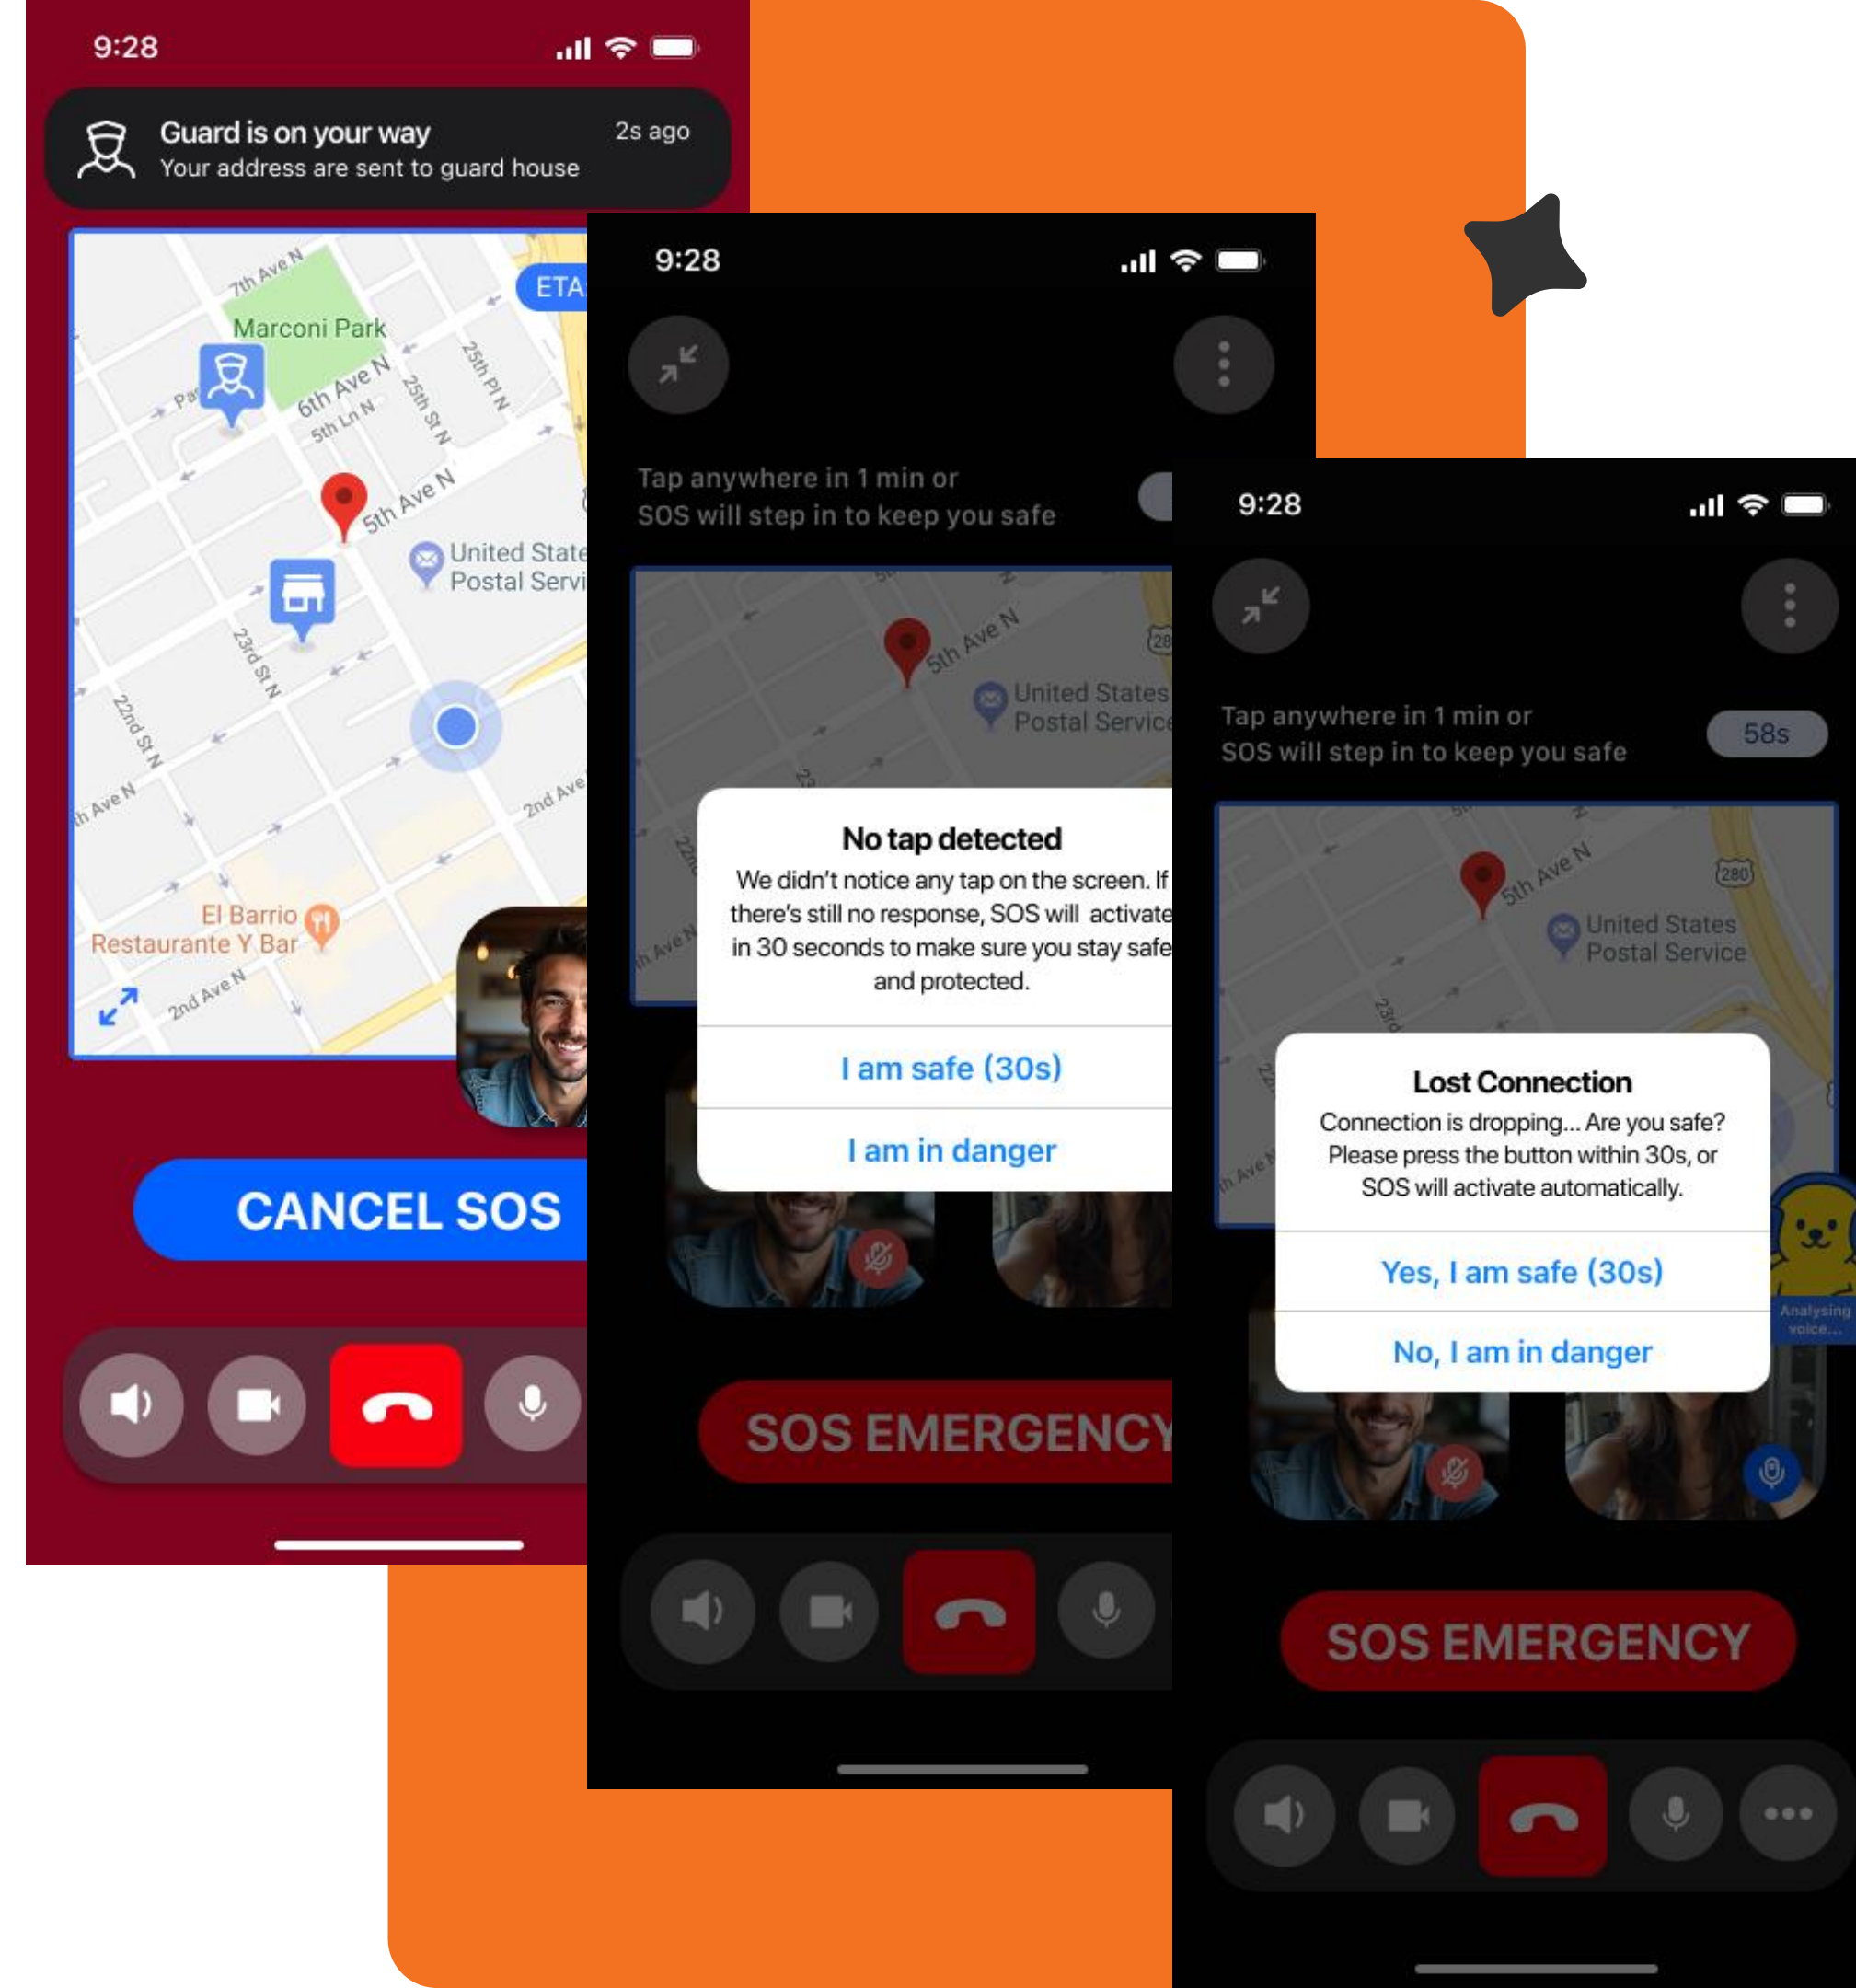 9:28
Guard is on your way
2s ago
Your address are sent to guard house
7th Ave N
ETA
Marconi Park
25th Pl N
6th Ave N
25th St N
5th Ln N
5th Ave N
United State
Postal Servi
23rd St N
22nd St N
th Ave N
2nd Ave
El Barrio
Restaurante Y Bar
2nd Ave N
CANCEL SOS
9:28
Tap anywhere in 1 min or
SOS will step in to keep you safe
5th Ave N
28
United States
Postal Service
No tap detected
We didn't notice any tap on the screen. If
there's still no response, SOS will activate
in 30 seconds to make sure you stay safe
and protected.
th Ave N
I am safe (30s)
I am in danger
SOS EMERGENCY
9:28
Tap anywhere in 1 min or
SOS will step in to keep you safe
58s
5th Ave N
280
United States
Postal Service
23rd
Lost Connection
Connection is dropping... Are you safe?
Please press the button within 30s, or
SOS will activate automatically.
th Ave N
Yes, I am safe (30s)
No, I am in danger
Analysing
voice...
SOS EMERGENCY